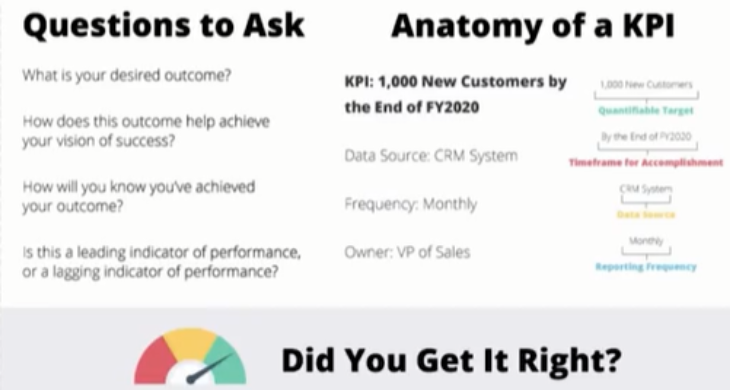 Questions to Ask
What is your desired outcome?
How does this outcome help achieve
your vision of success?
How will you know you've achieved
your outcome?
Is this a leading indicator of performance,
or a lagging indicator of performance?
Anatomy of a KPI
KPI: 1,000 New Customers by
the End of FY2020
Data Source: CRM System
Frequency: Monthly
Owner: VP of Sales
1,000 New Customers
Quantifiable Target
By the End of FY2020
Timeframe for Accomplishment
CRM System
Data Source
Monthly
Reporting Frequency
Did You Get It Right?